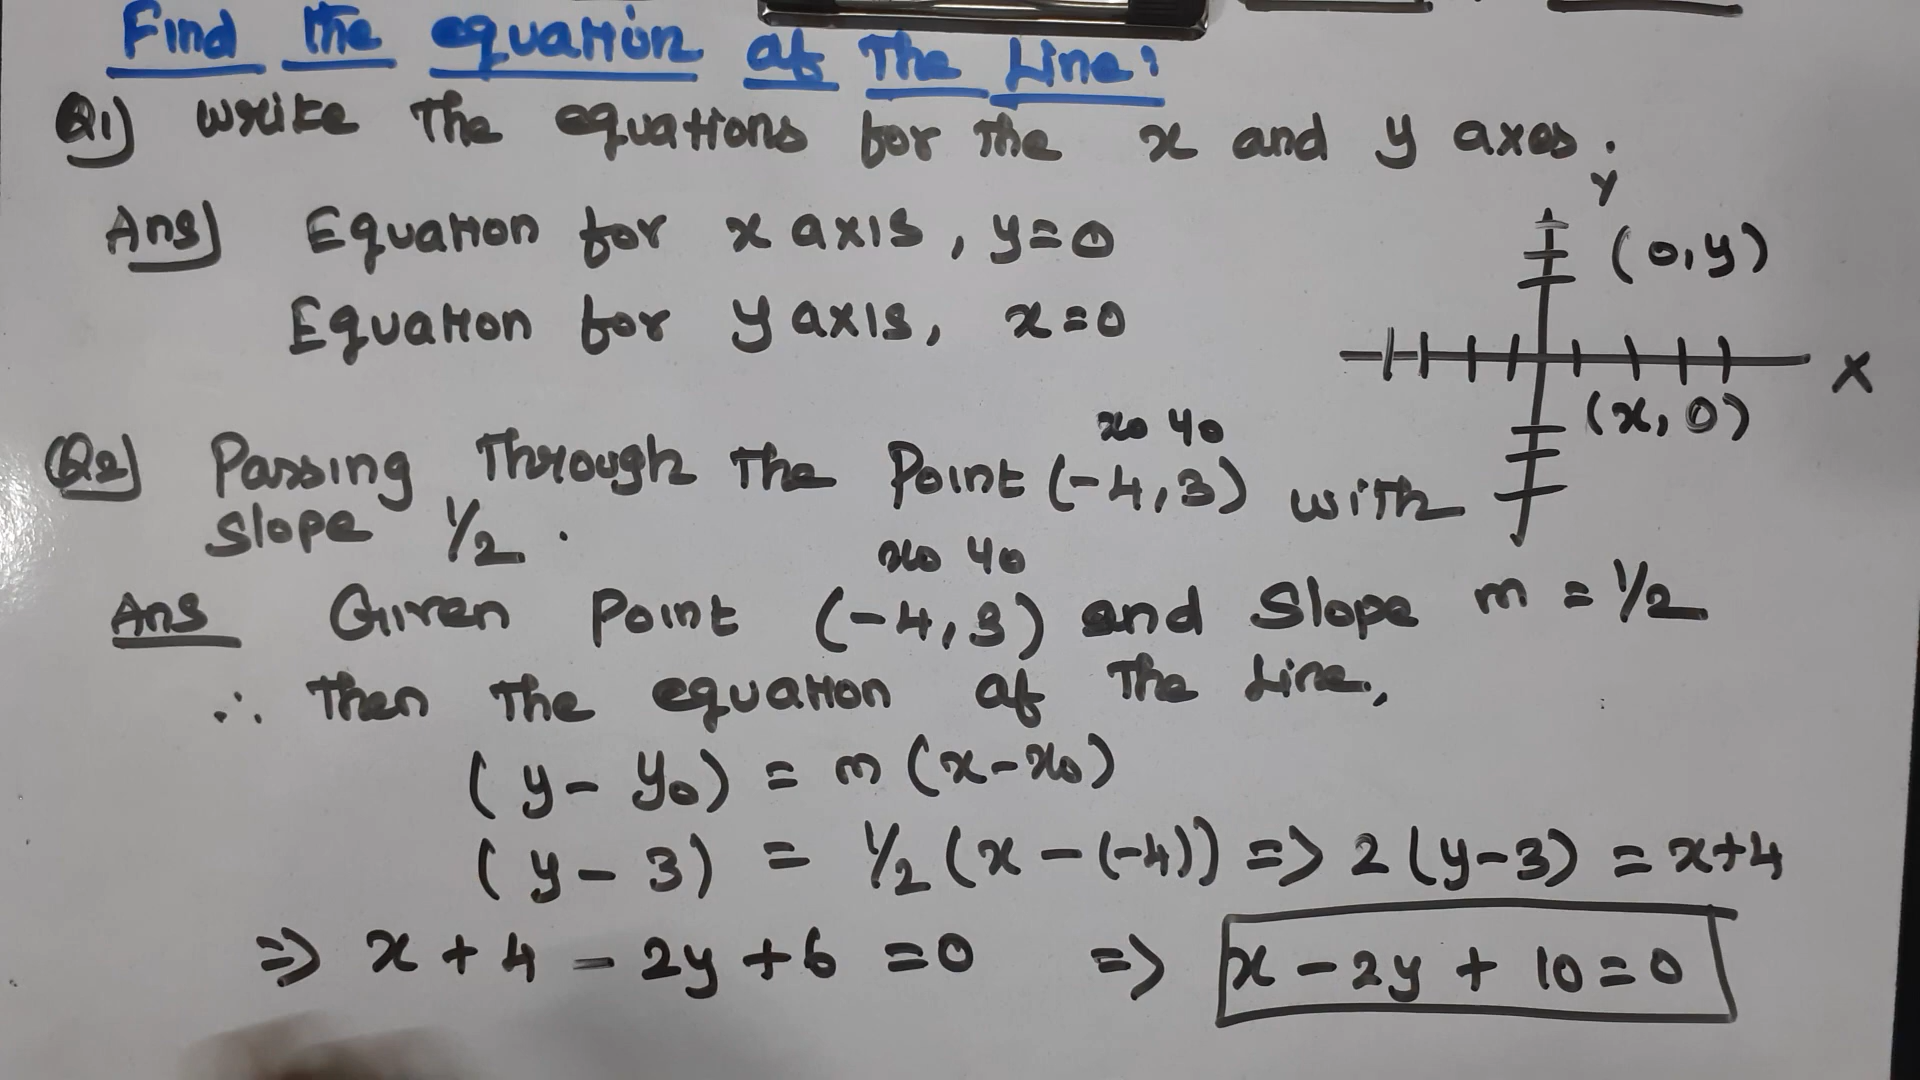 Find the equation of the Line:
Q1) Write the equations for the x and y axes.
Ans) Equation for x axis, y=0
Equation for y axis, x=0
Y
(0,y)
X
(x,0)
x0 y0
Q2) Passing Through The Point (-4,3) with
slope 1/2.
x0 y0
Ans Given Point (-4,3) and Slope m = 1/2
∴ Then The equation of The Line,
(y - y0) = m (x-x0)
(y - 3) = 1/2 (x - (-4)) => 2(y-3) = x+4
=> x + 4 - 2y + 6 = 0 => x - 2y + 10 = 0